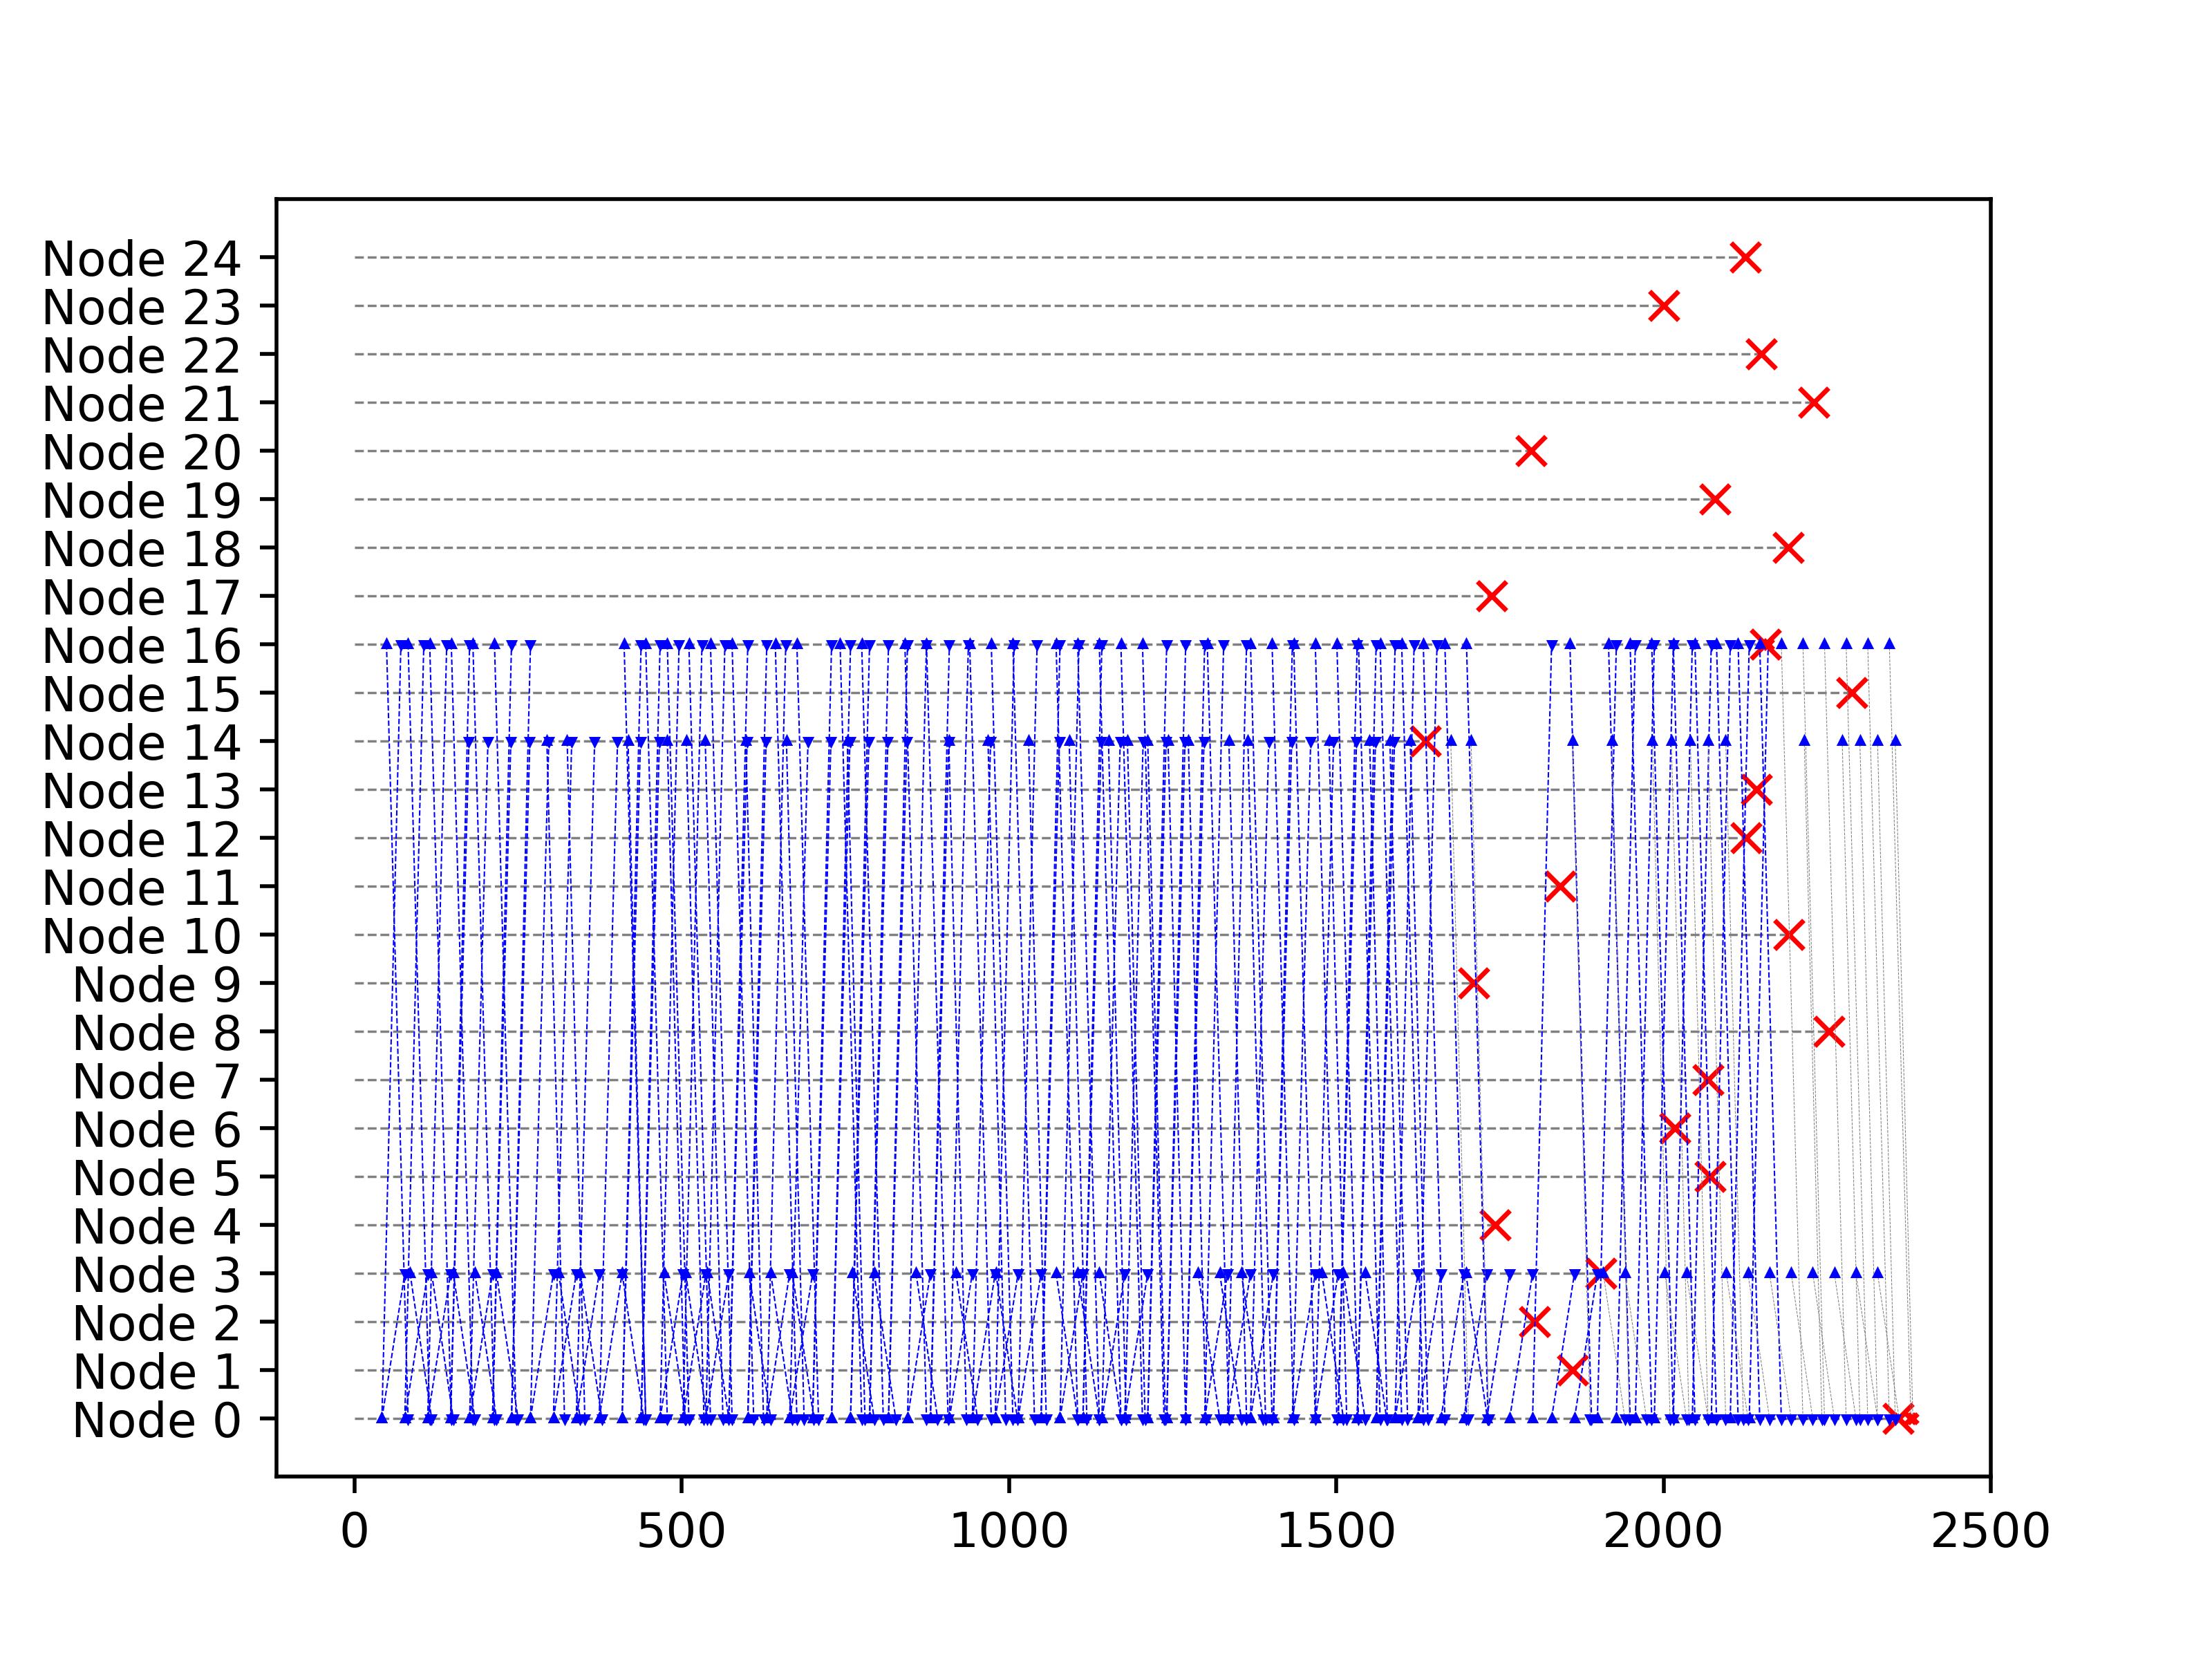 Node 24
Node 23
Node 22
Node 21
Node 20
Node 19
Node 18
Node 17
Node 16
Node 15
Node 14
Node 13
Node 12
Node 11
Node 10
Node 9
Node 8
Node 7
Node 6
Node 5
Node 4
Node 3
Node 2
Node 1
Node 0
0 500 1000 1500 2000 2500